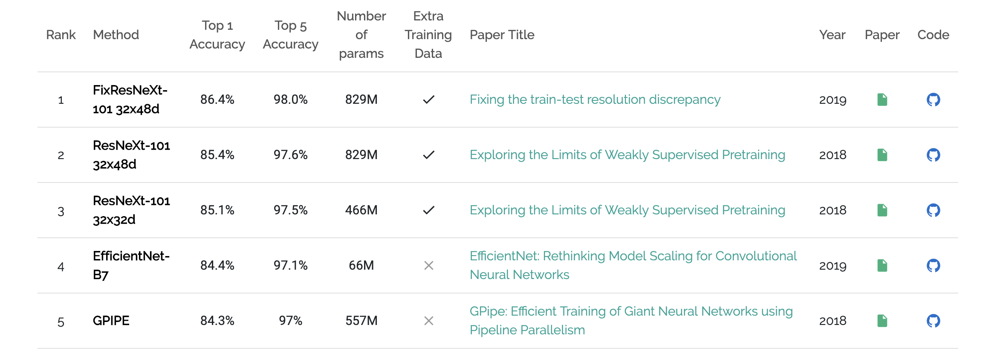 Rank Method Top 1 Accuracy Top 5 Accuracy Number of params Extra Training Data Paper Title Year Paper Code
1 FixResNeXt-101 32x48d 86.4% 98.0% 829M ✓ Fixing the train-test resolution discrepancy 2019
2 ResNeXt-101 32x48d 85.4% 97.6% 829M ✓ Exploring the Limits of Weakly Supervised Pretraining 2018
3 ResNeXt-101 32x32d 85.1% 97.5% 466M ✓ Exploring the Limits of Weakly Supervised Pretraining 2018
4 EfficientNet-B7 84.4% 97.1% 66M ✕ EfficientNet: Rethinking Model Scaling for Convolutional Neural Networks 2019
5 GPIPE 84.3% 97% 557M ✕ GPipe: Efficient Training of Giant Neural Networks using Pipeline Parallelism 2018